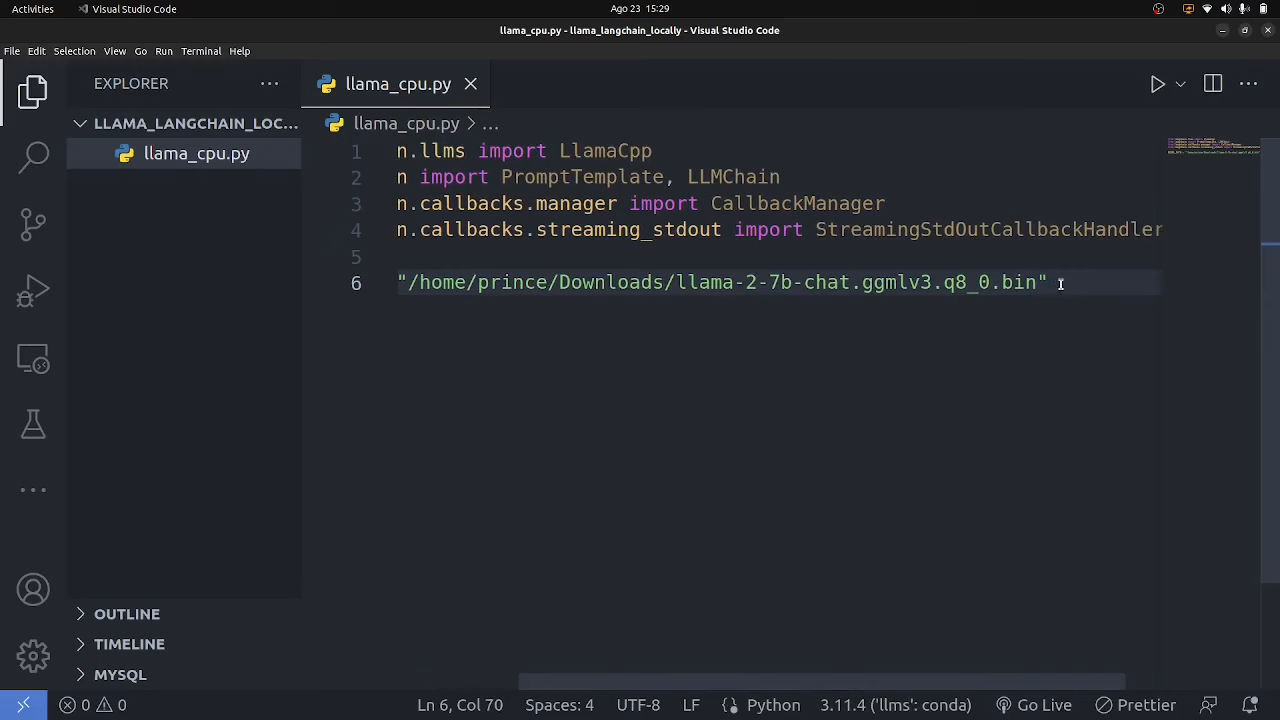 Activities
Visual Studio Code
Ago 23 15:29
llama_cpu.py - llama_langchain_locally - Visual Studio Code
File Edit Selection View Go Run Terminal Help
EXPLORER
LLAMA_LANGCHAIN_LOC...
llama_cpu.py
llama_cpu.py
llama_cpu.py > ...
1 n.llms import LlamaCpp
2 n import PromptTemplate, LLMChain
3 n.callbacks.manager import CallbackManager
4 n.callbacks.streaming_stdout import StreamingStdOutCallbackHandler
5
6 "/home/prince/Downloads/llama-2-7b-chat.ggmlv3.q8_0.bin"
OUTLINE
TIMELINE
MYSQL
0 0
Ln 6, Col 70
Spaces: 4
UTF-8
LF
Python
3.11.4 ('llms': conda)
Go Live
Prettier